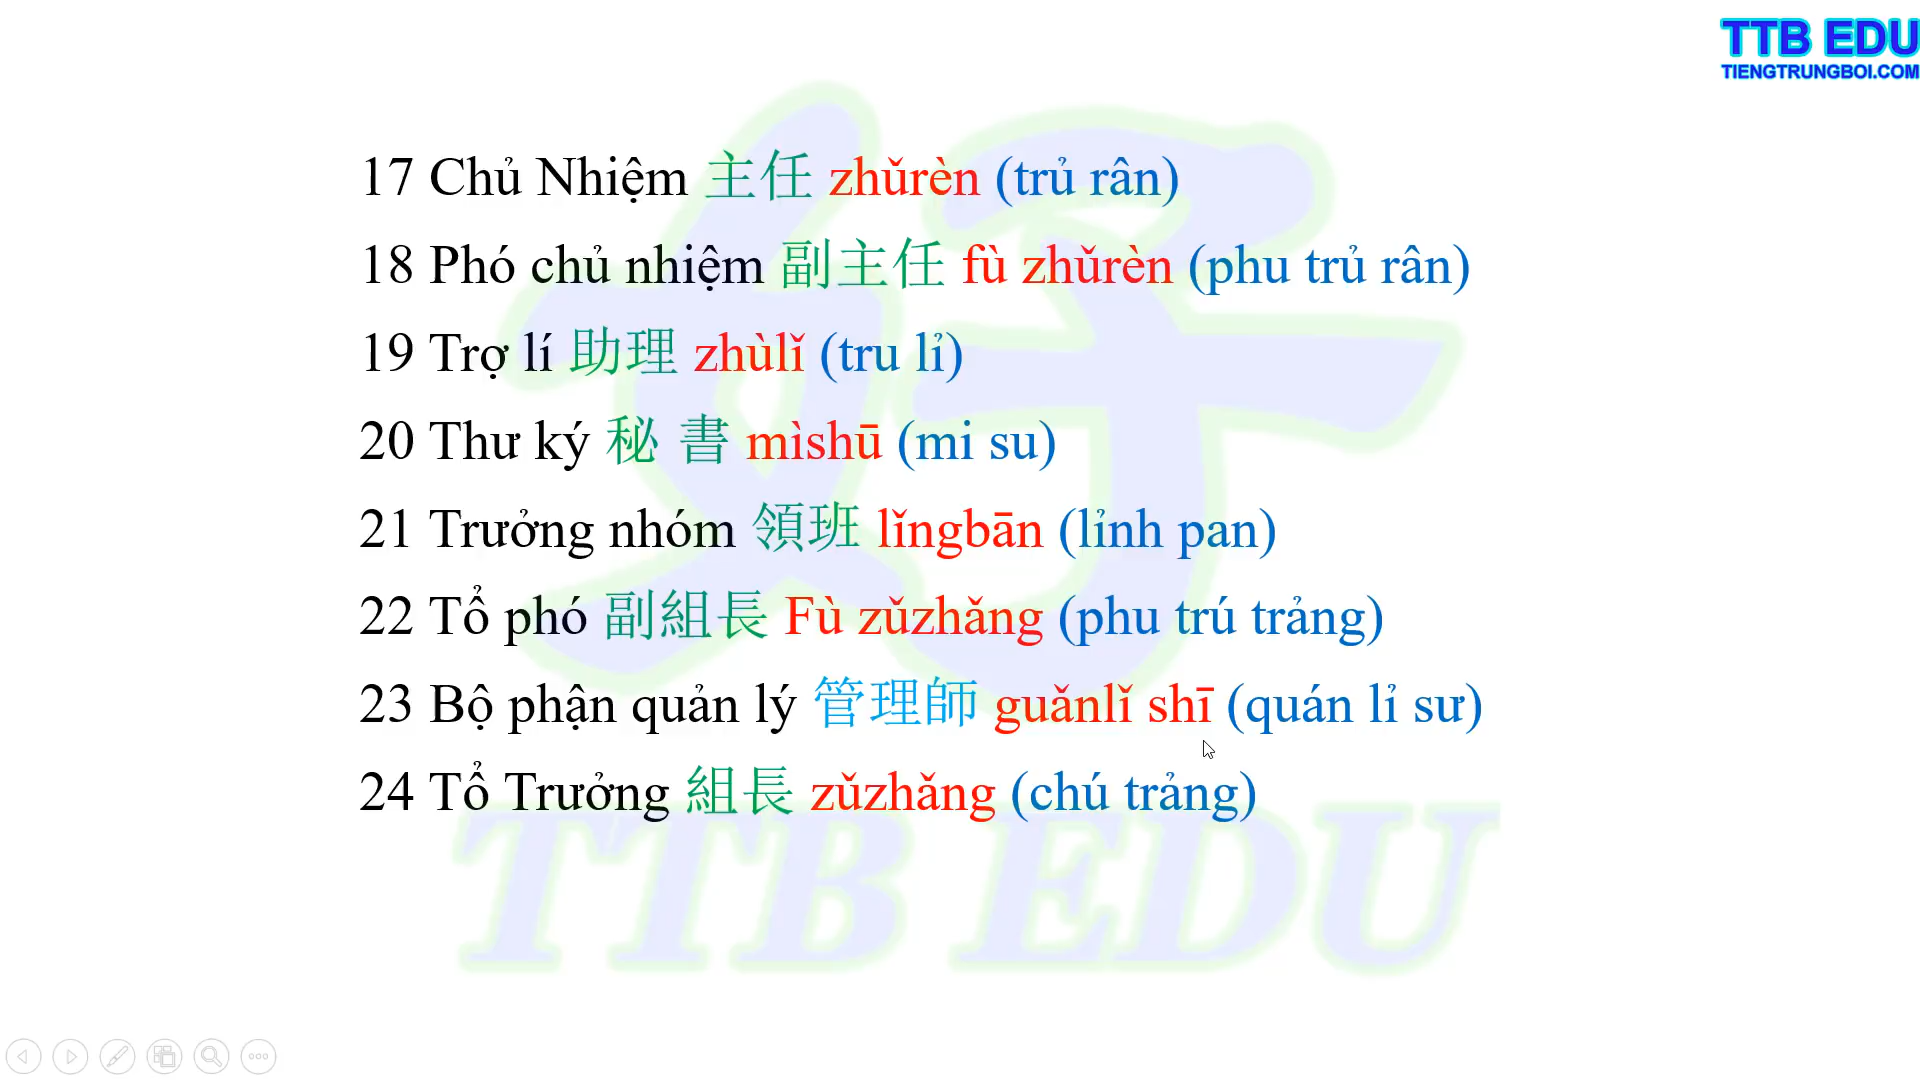 TTB EDU
TIENGTRUNGBOI.COM
17 Chủ Nhiệm 主任 zhǔrèn (trủ rân)
18 Phó chủ nhiệm 副主任 fù zhǔrèn (phu trủ rân)
19 Trợ lí 助理 zhùlǐ (tru lỉ)
20 Thư ký 秘 書 mìshū (mi su)
21 Trưởng nhóm 領班 lǐngbān (lỉnh pan)
22 Tổ phó 副組長 Fù zǔzhǎng (phu trú trảng)
23 Bộ phận quản lý 管理師 guǎnlǐ shī (quán lỉ sư)
24 Tổ Trưởng 組長 zǔzhǎng (chú trảng)
好
TTB EDU